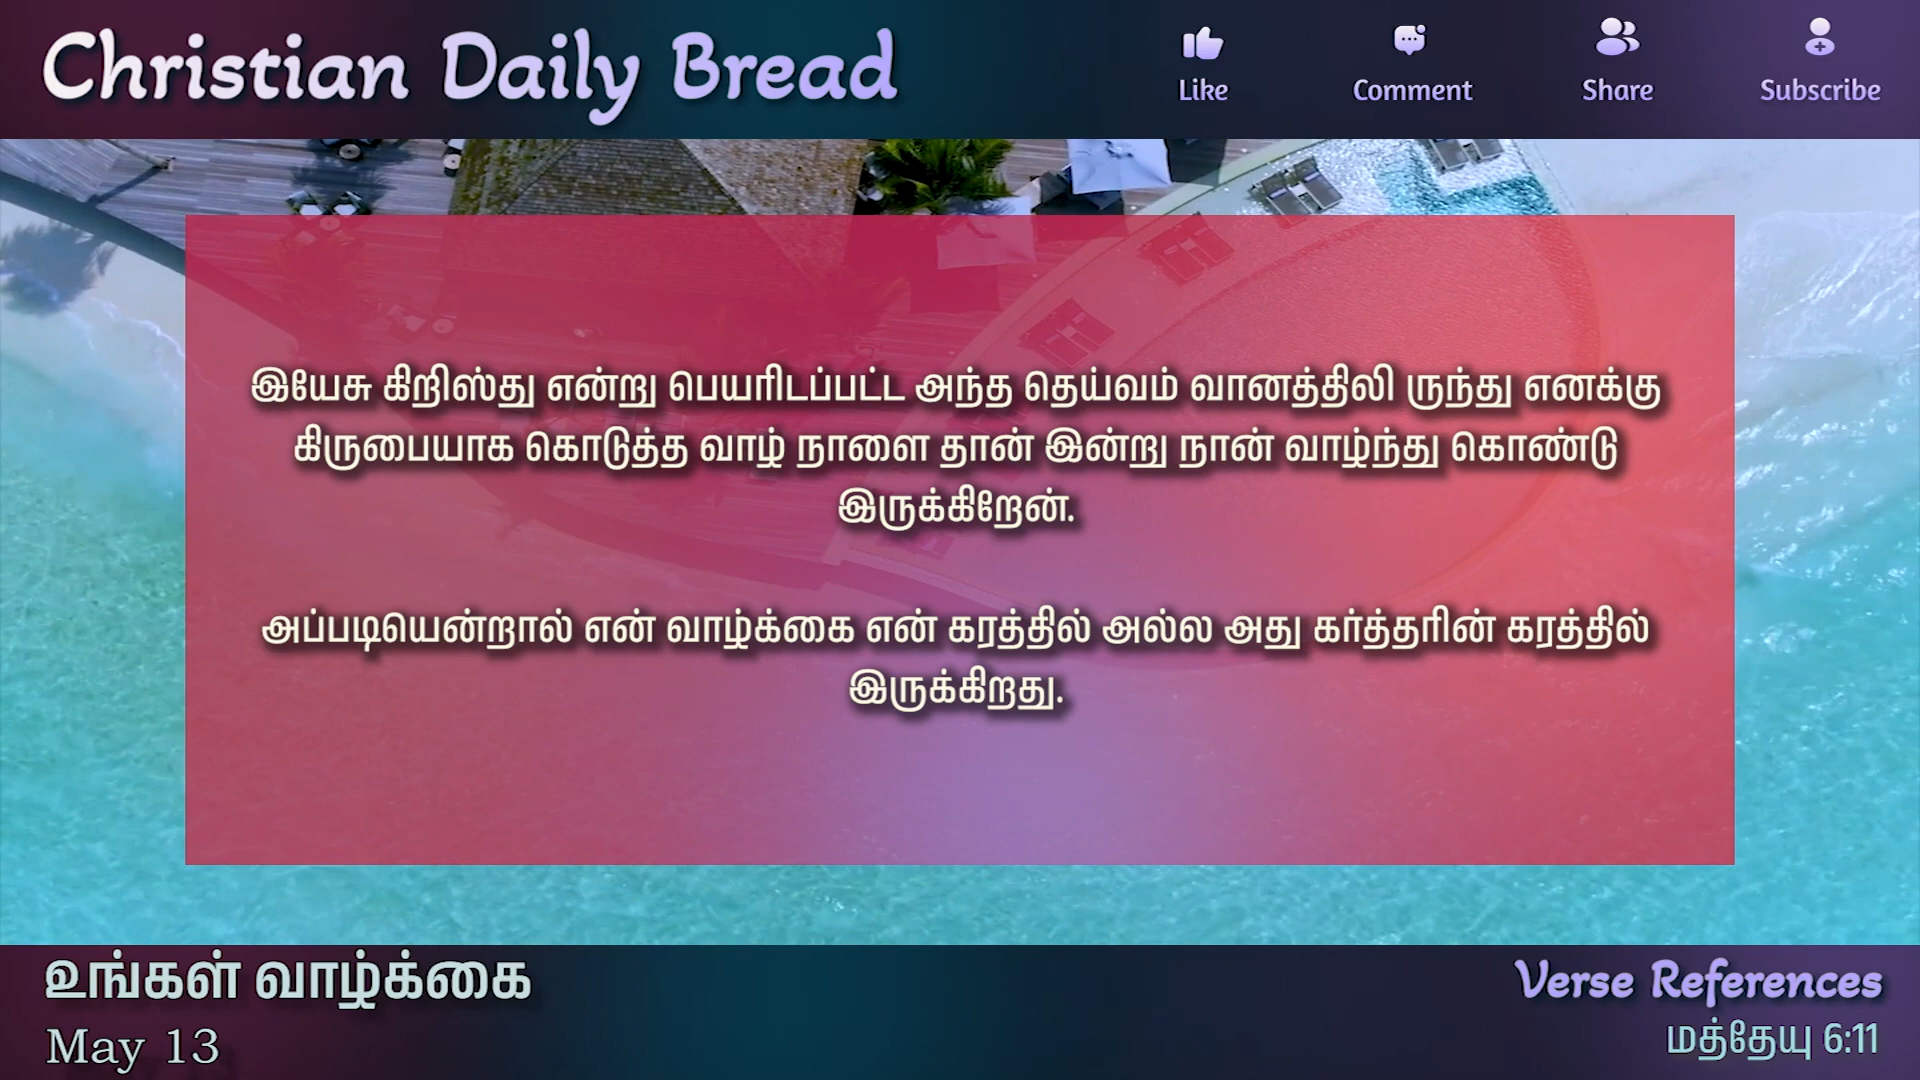 Christian Daily Bread
Like
Comment
Share
Subscribe
இயேசு கிறிஸ்து என்று பெயரிடப்பட்ட அந்த தெய்வம் வானத்திலி ருந்து எனக்கு
கிருபையாக கொடுத்த வாழ் நாளை தான் இன்று நான் வாழ்ந்து கொண்டு
இருக்கிறேன்.
அப்படியென்றால் என் வாழ்க்கை என் கரத்தில் அல்ல அது கர்த்தரின் கரத்தில்
இருக்கிறது.
உங்கள் வாழ்க்கை
May 13
Verse References
மத்தேயு 6:11